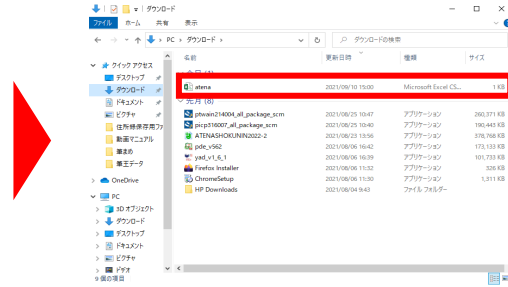 ダウンロード
ファイル ホーム 共有 表示
PC > ダウンロード ダウンロードの検索
名前 更新日時 種類 サイズ
クイック アクセス
デスクトップ
ダウンロード
ドキュメント
ピクチャ
住所録保存用フォ
動画マニュアル
筆まめ
筆王データ
OneDrive
PC
3D オブジェクト
ダウンロード
デスクトップ
ドキュメント
ピクチャ
ビデオ
atena 2021/09/10 15:00 Microsoft Excel CS... 1 KB
先月 (8)
ptwain214004_all_package_scm 2021/08/25 10:47 アプリケーション 260,371 KB
picp316007_all_package_scm 2021/08/25 10:40 アプリケーション 190,443 KB
ATENASHOKUNIN2022-2 2021/08/23 13:56 アプリケーション 378,768 KB
pde_v562 2021/08/06 16:42 アプリケーション 173,133 KB
yad_v1_6_1 2021/08/06 16:39 アプリケーション 101,733 KB
Firefox Installer 2021/08/06 11:32 アプリケーション 326 KB
ChromeSetup 2021/08/06 11:30 アプリケーション 1,311 KB
HP Downloads 2021/08/04 9:43 ファイル フォルダー
9 個の項目